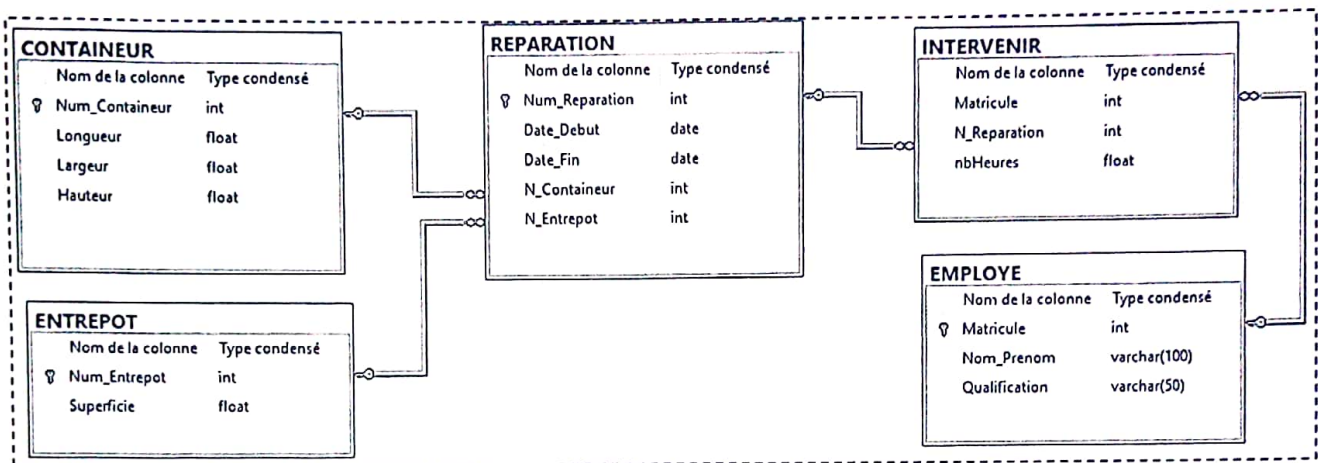 CONTAINEUR
Nom de la colonne Type condensé
Num_Containeur int
Longueur float
Largeur float
Hauteur float
ENTREPOT
Nom de la colonne Type condensé
Num_Entrepot int
Superficie float
REPARATION
Nom de la colonne Type condensé
Num_Reparation int
Date_Debut date
Date_Fin date
N_Containeur int
N_Entrepot int
INTERVENIR
Nom de la colonne Type condensé
Matricule int
N_Reparation int
nbHeures float
EMPLOYE
Nom de la colonne Type condensé
Matricule int
Nom_Prenom varchar(100)
Qualification varchar(50)